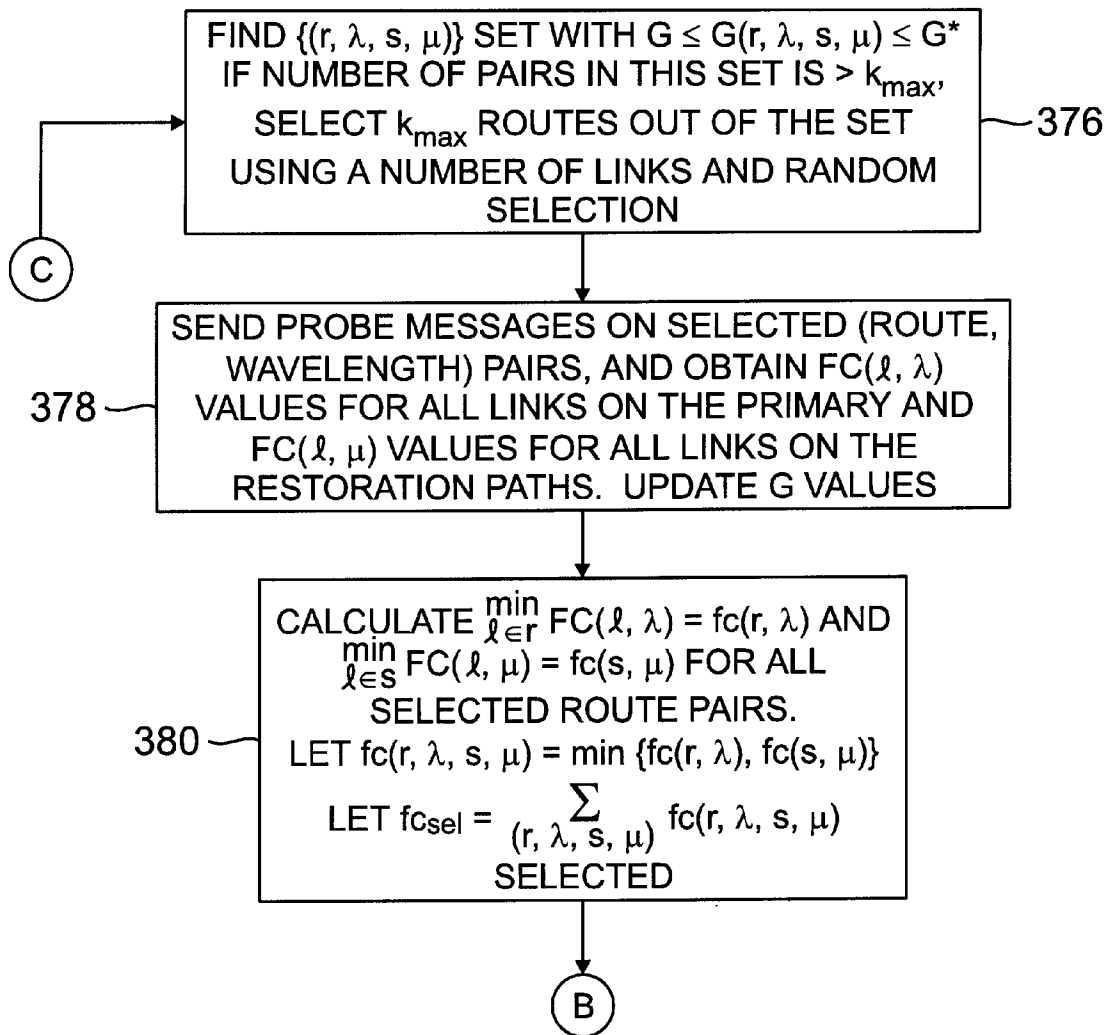 FIND {(r, λ, s, μ)} SET WITH G ≤ G(r, λ, s, μ) ≤ G*
IF NUMBER OF PAIRS IN THIS SET IS > kmax,
SELECT kmax ROUTES OUT OF THE SET
USING A NUMBER OF LINKS AND RANDOM
SELECTION
376
C
SEND PROBE MESSAGES ON SELECTED (ROUTE,
WAVELENGTH) PAIRS, AND OBTAIN FC(ℓ, λ)
VALUES FOR ALL LINKS ON THE PRIMARY AND
FC(ℓ, μ) VALUES FOR ALL LINKS ON THE
RESTORATION PATHS. UPDATE G VALUES
378
CALCULATE min ℓ∈r FC(ℓ, λ) = fc(r, λ) AND
min ℓ∈s FC(ℓ, μ) = fc(s, μ) FOR ALL
SELECTED ROUTE PAIRS.
LET fc(r, λ, s, μ) = min {fc(r, λ), fc(s, μ)}
LET fcsel = Σ fc(r, λ, s, μ)
(r, λ, s, μ)
SELECTED
380
B